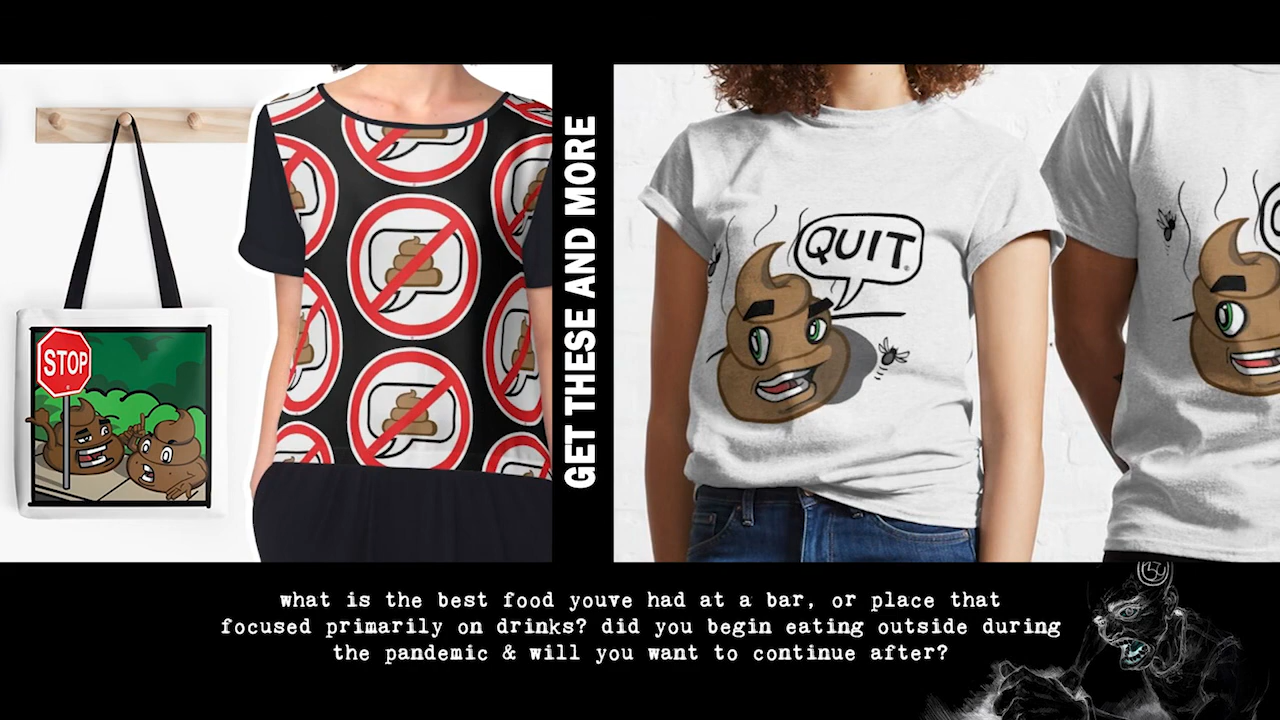 STOP
GET THESE AND MORE
QUIT
what is the best food youve had at a bar, or place that
focused primarily on drinks? did you begin eating outside during
the pandemic & will you want to continue after?